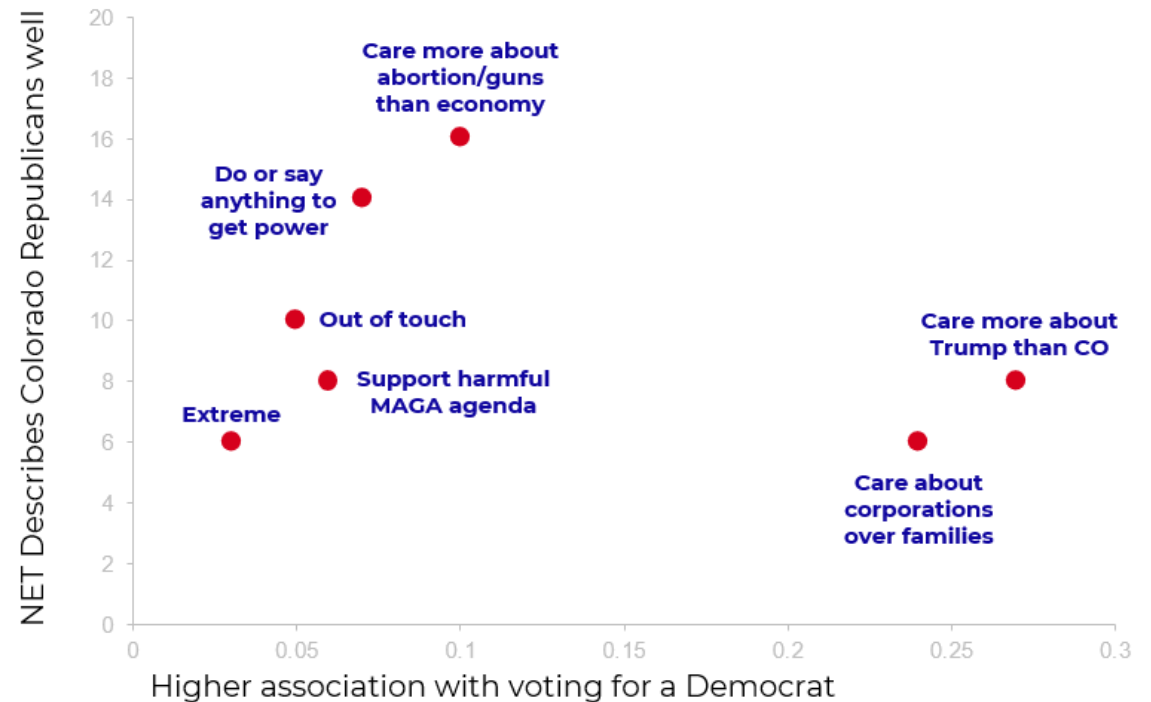 NET Describes Colorado Republicans well
20
18
16
14
12
10
8
6
4
2
0
Care more about
abortion/guns
than economy
Do or say
anything to
get power
Out of touch
Care more about
Trump than CO
Support harmful
MAGA agenda
Extreme
Care about
corporations
over families
0 0.05 0.1 0.15 0.2 0.25 0.3
Higher association with voting for a Democrat